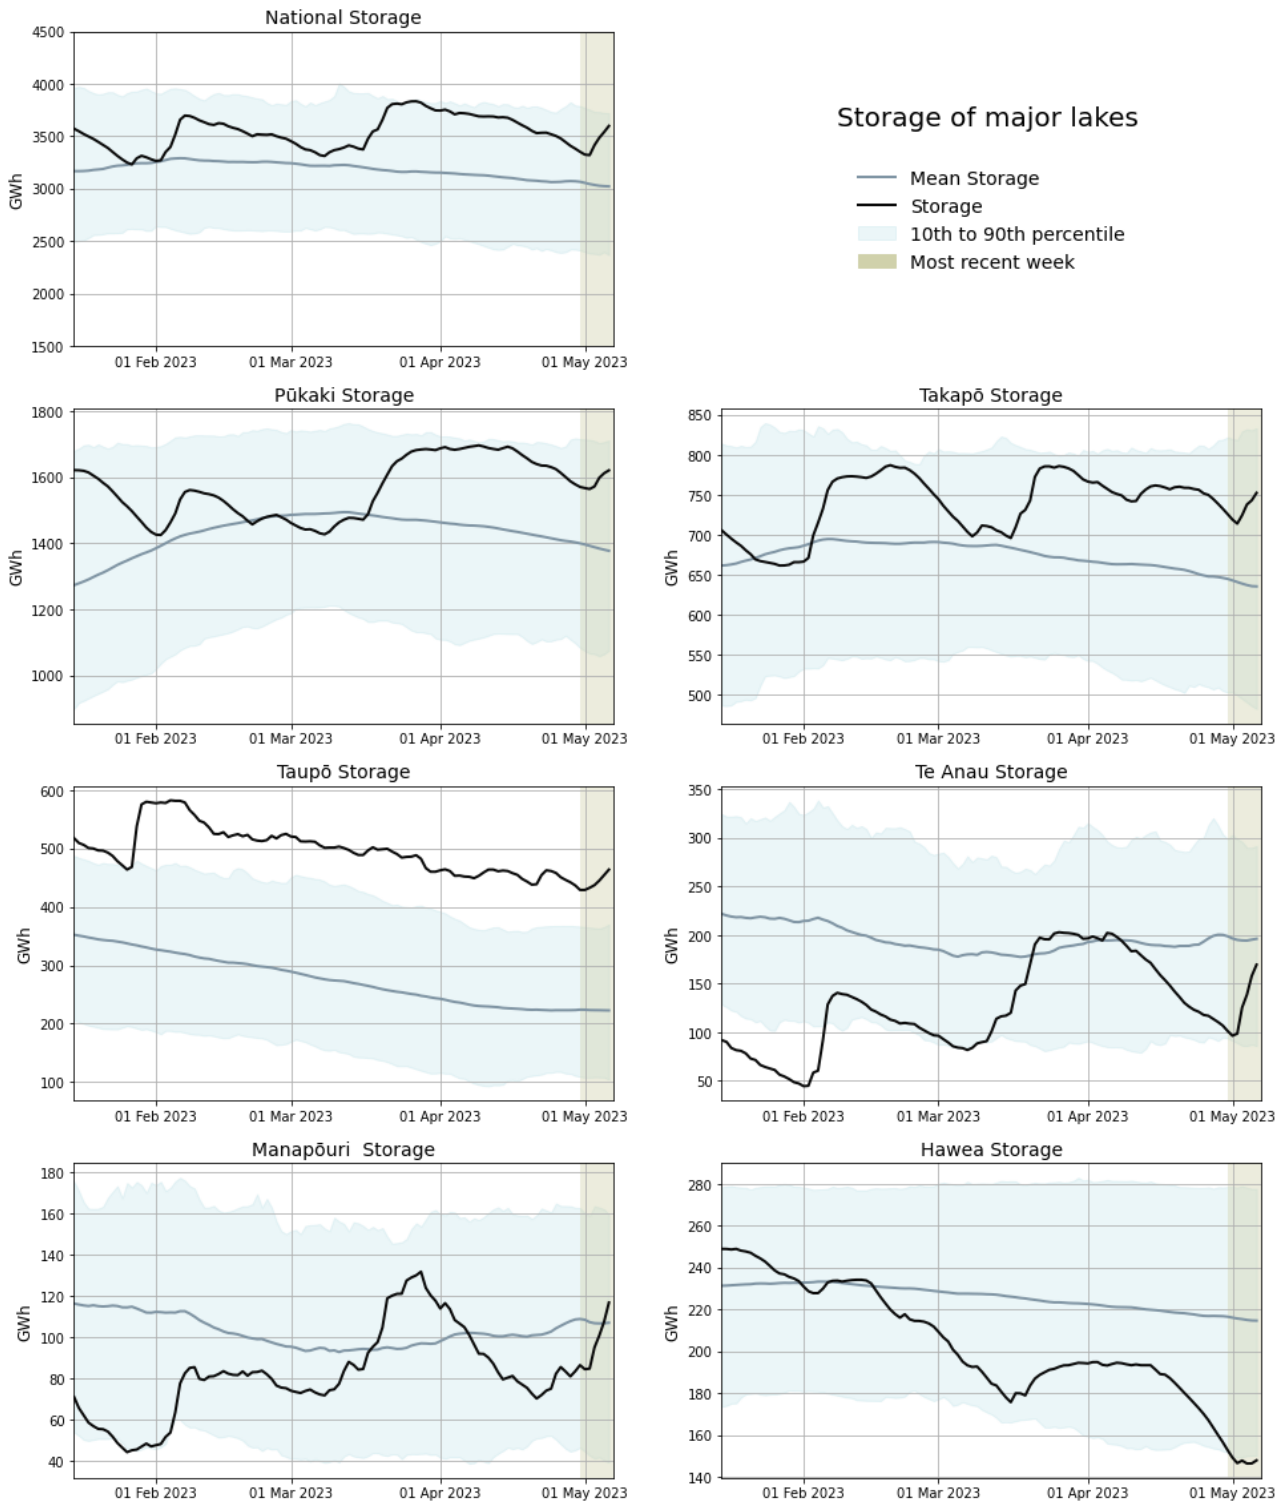 National Storage
4500
4000
3500
3000
2500
2000
1500
GWh
01 Feb 2023
01 Mar 2023
01 Apr 2023
01 May 2023
Storage of major lakes
Mean Storage
Storage
10th to 90th percentile
Most recent week
Pūkaki Storage
1800
1600
1400
1200
1000
GWh
01 Feb 2023
01 Mar 2023
01 Apr 2023
01 May 2023
Takapō Storage
850
800
750
700
650
600
550
500
GWh
01 Feb 2023
01 Mar 2023
01 Apr 2023
01 May 2023
Taupō Storage
600
500
400
300
200
100
GWh
01 Feb 2023
01 Mar 2023
01 Apr 2023
01 May 2023
Te Anau Storage
350
300
250
200
150
100
50
GWh
01 Feb 2023
01 Mar 2023
01 Apr 2023
01 May 2023
Manapōuri  Storage
180
160
140
120
100
80
60
40
GWh
01 Feb 2023
01 Mar 2023
01 Apr 2023
01 May 2023
Hawea Storage
280
260
240
220
200
180
160
140
GWh
01 Feb 2023
01 Mar 2023
01 Apr 2023
01 May 2023